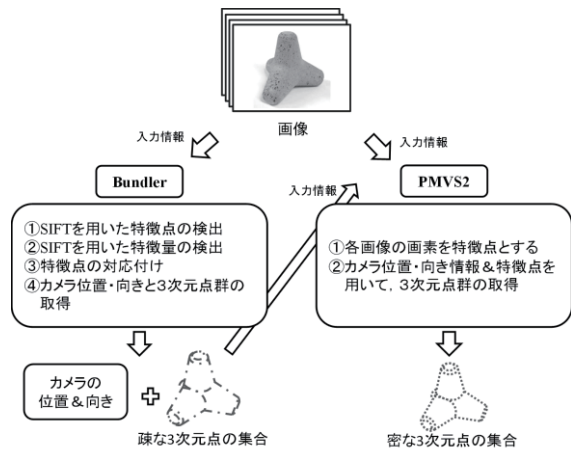 画像
入力情報
入力情報
Bundler
入力情報
PMVS2
①SIFTを用いた特徴点の検出
②SIFTを用いた特徴量の検出
③特徴点の対応付け
④カメラ位置・向きと3次元点群の
取得
①各画像の画素を特徴点とする
②カメラ位置・向き情報&特徴点を
用いて，3次元点群の取得
カメラの
位置&向き
疎な3次元点の集合
密な3次元点の集合